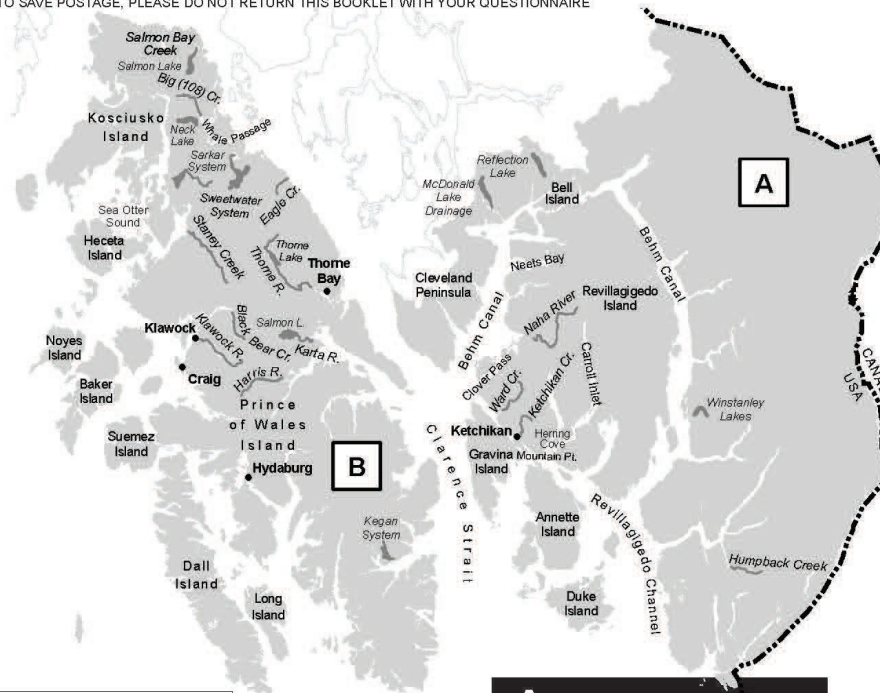 TO SAVE POSTAGE, PLEASE DO NOT RETURN THIS BOOKLET WITH YOUR QUESTIONNAIRE
Salmon Bay
Creek
Salmon Lake
Big (108) Cr.
Kosciusko
Island
Neck
Lake
Whale Passage
Sarkar
System
Sweetwater
System
Eagle Cr.
Sea Otter
Sound
Heceta
Island
Staney Creek
Thorne
Lake
Thorne R.
Thorne
Bay
Klawock
Klawock R.
Black
Bear Cr.
Salmon L.
Karta R.
Harris R.
Noyes
Island
Baker
Island
Craig
Prince
of Wales
Island
Suemez
Island
Hydaburg
B
Kegan
System
Dall
Island
Long
Island
Clarence Strait
Reflection
Lake
McDonald
Lake
Drainage
Bell
Island
A
Behm Canal
Neets Bay
Cleveland
Peninsula
Behm Canal
Naha River
Revillagigedo
Island
Clover Pass
Ward Cr.
Ketchikan Cr.
Carroll Inlet
Ketchikan
Herring
Cove
Gravina
Island
Mountain Pt.
Winstanley
Lakes
CANA
USA
Annette
Island
Revillagigedo Channel
Duke
Island
Humpback Creek